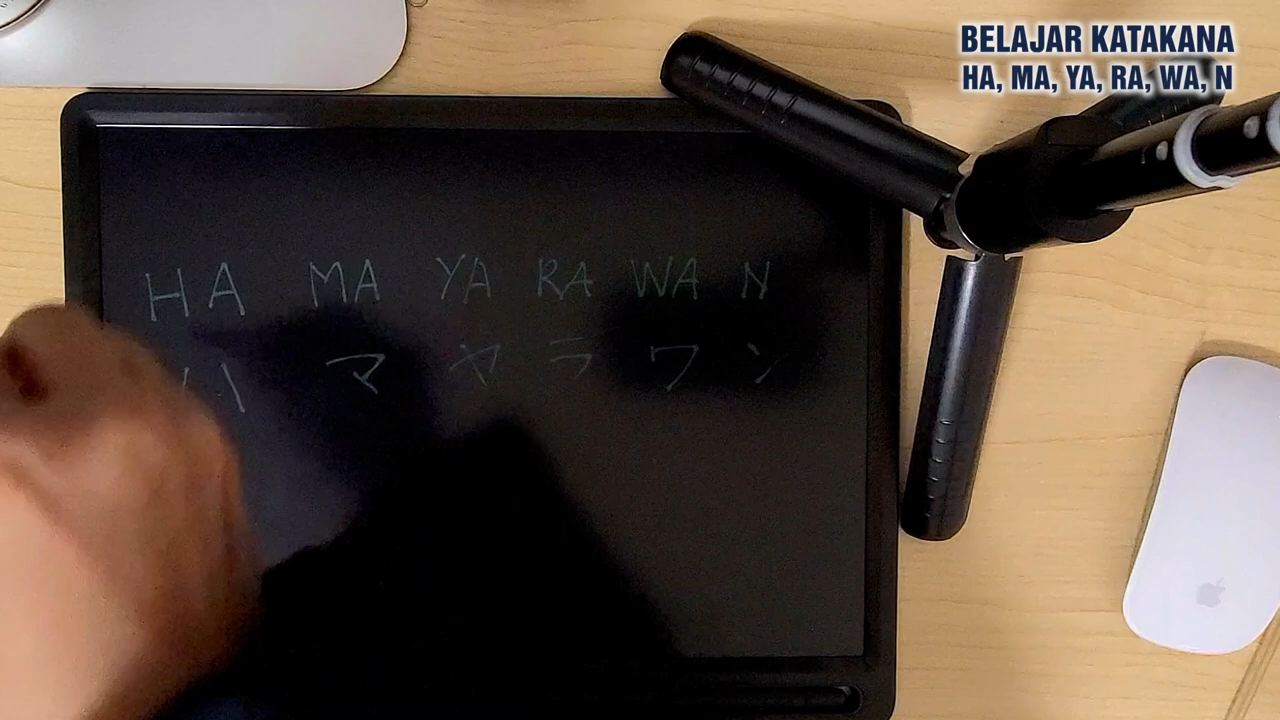 BELAJAR KATAKANA
HA, MA, YA, RA, WA, N
HA MA YA RA WA N
ハ マ ヤ ラ ワ ン